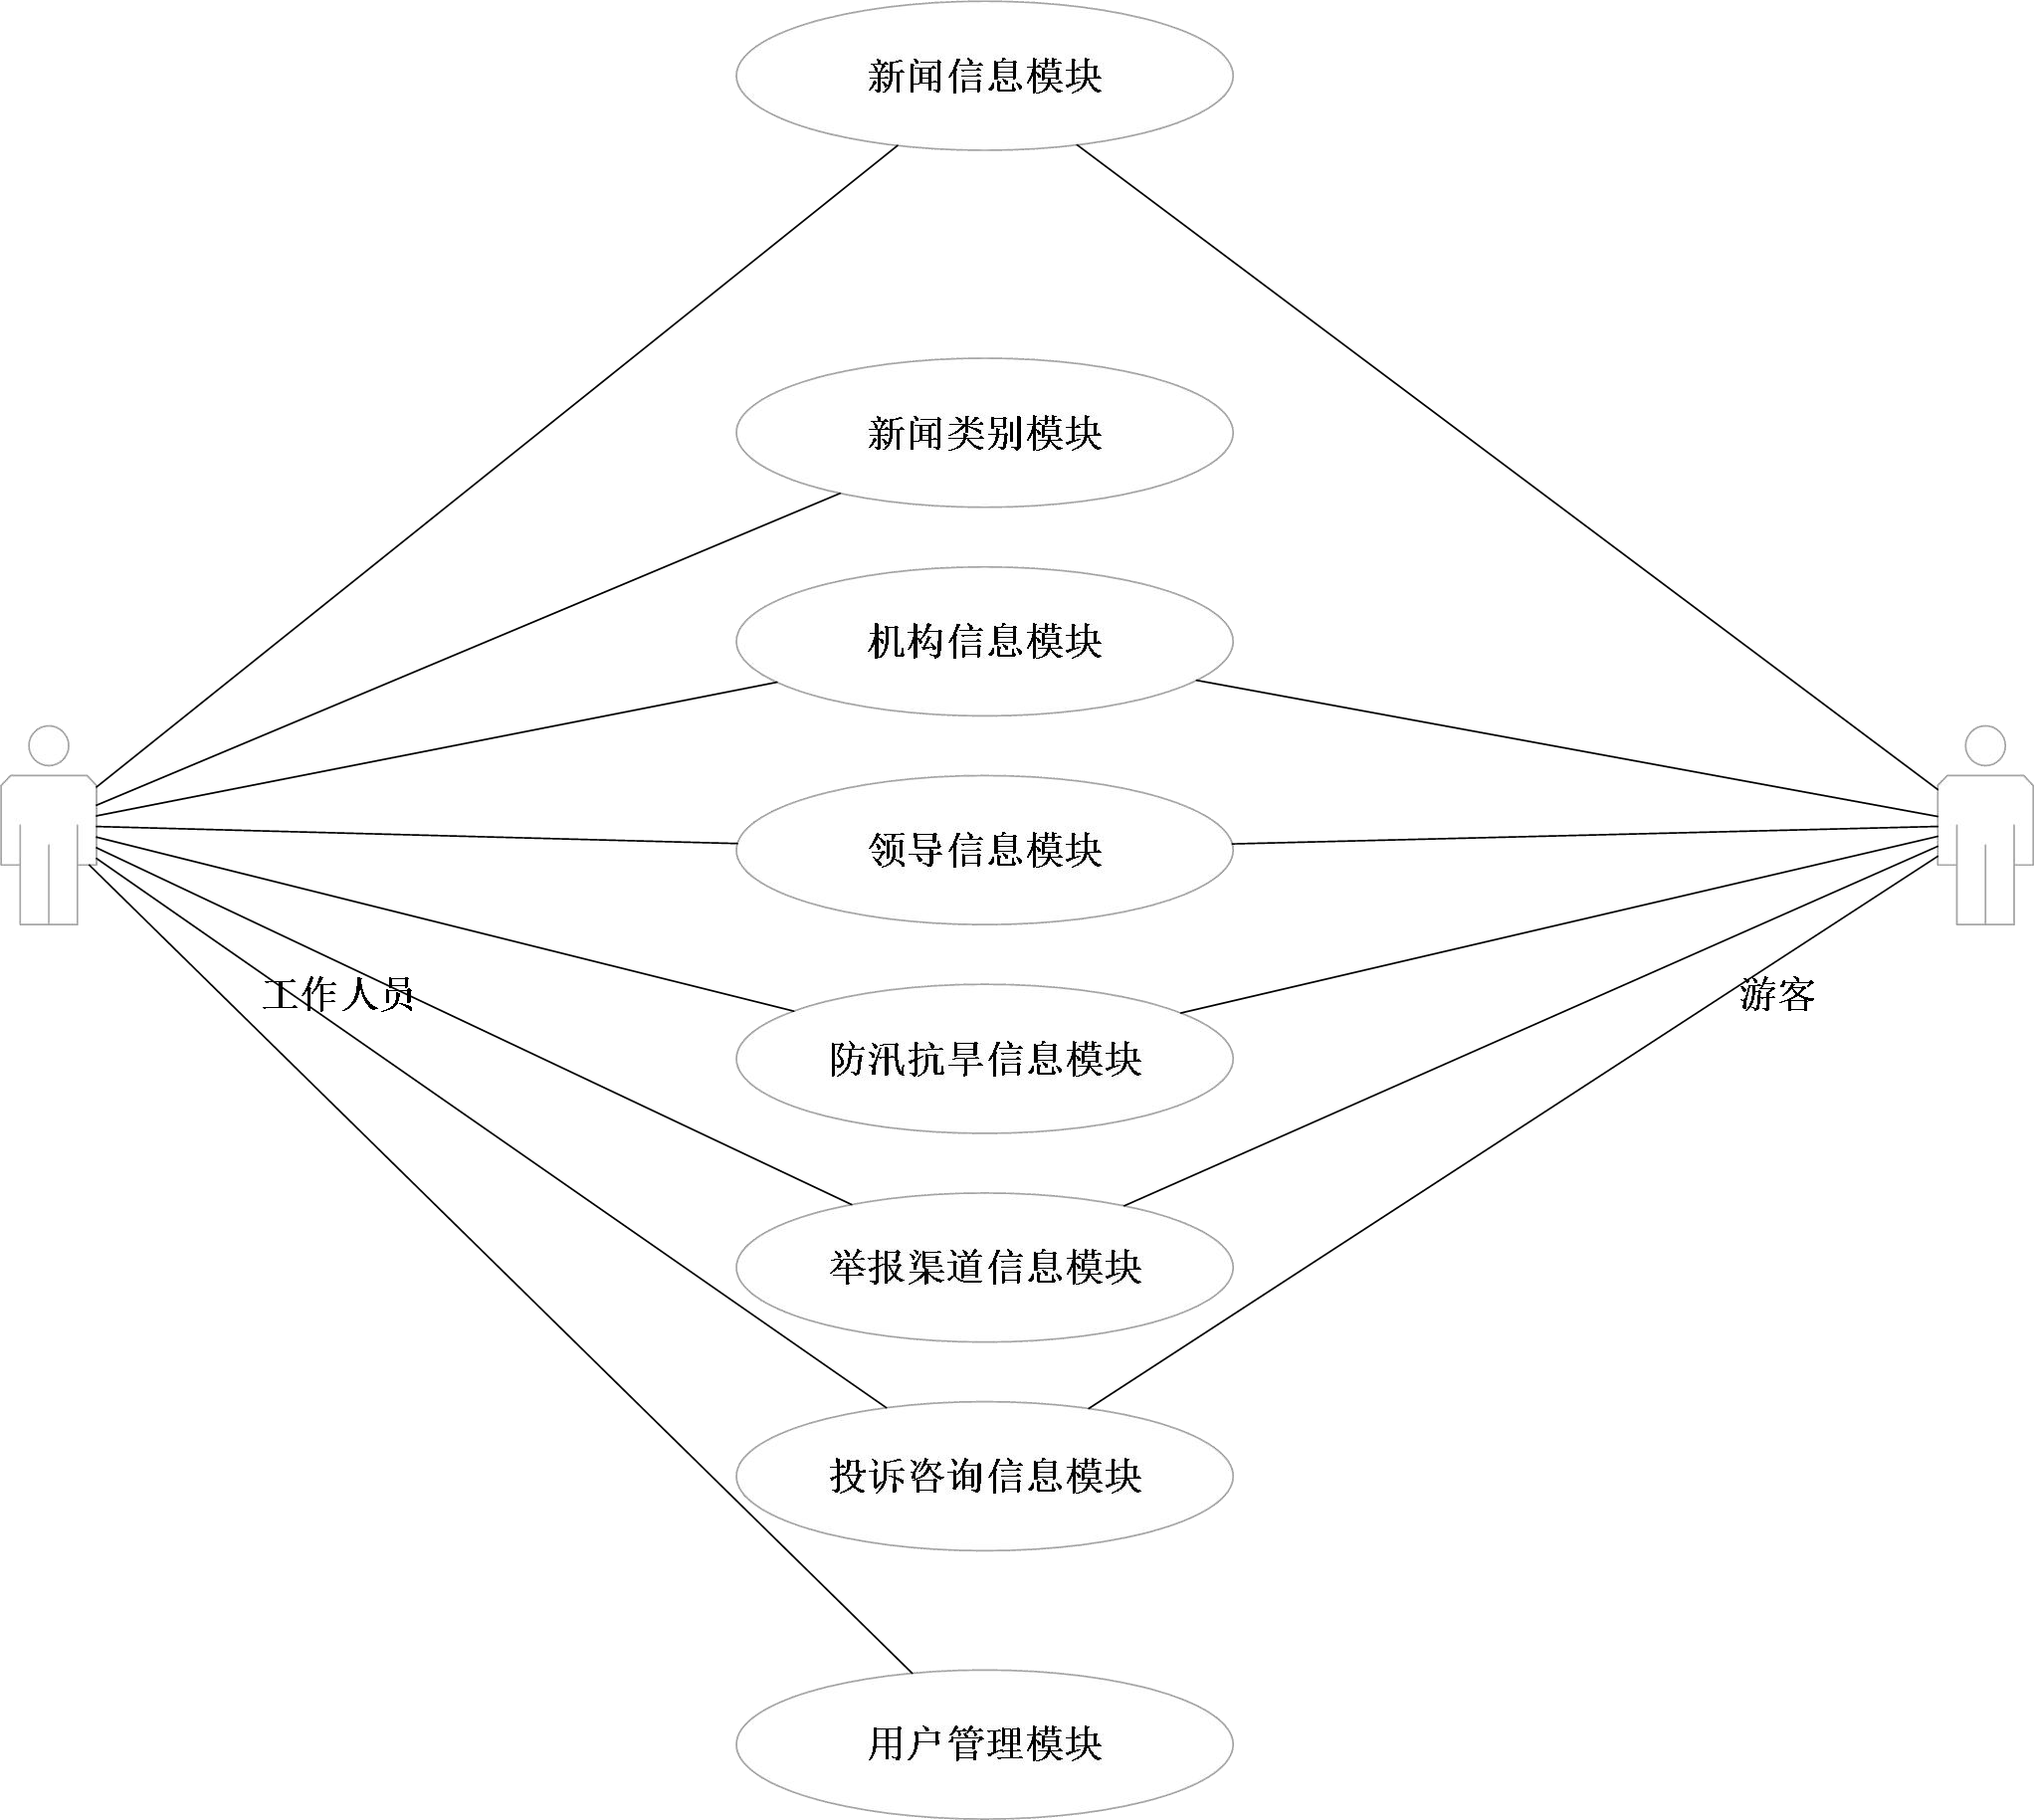 新闻信息模块
新闻类别模块
机构信息模块
领导信息模块
工作人员
游客
防汛抗旱信息模块
举报渠道信息模块
投诉咨询信息模块
用户管理模块